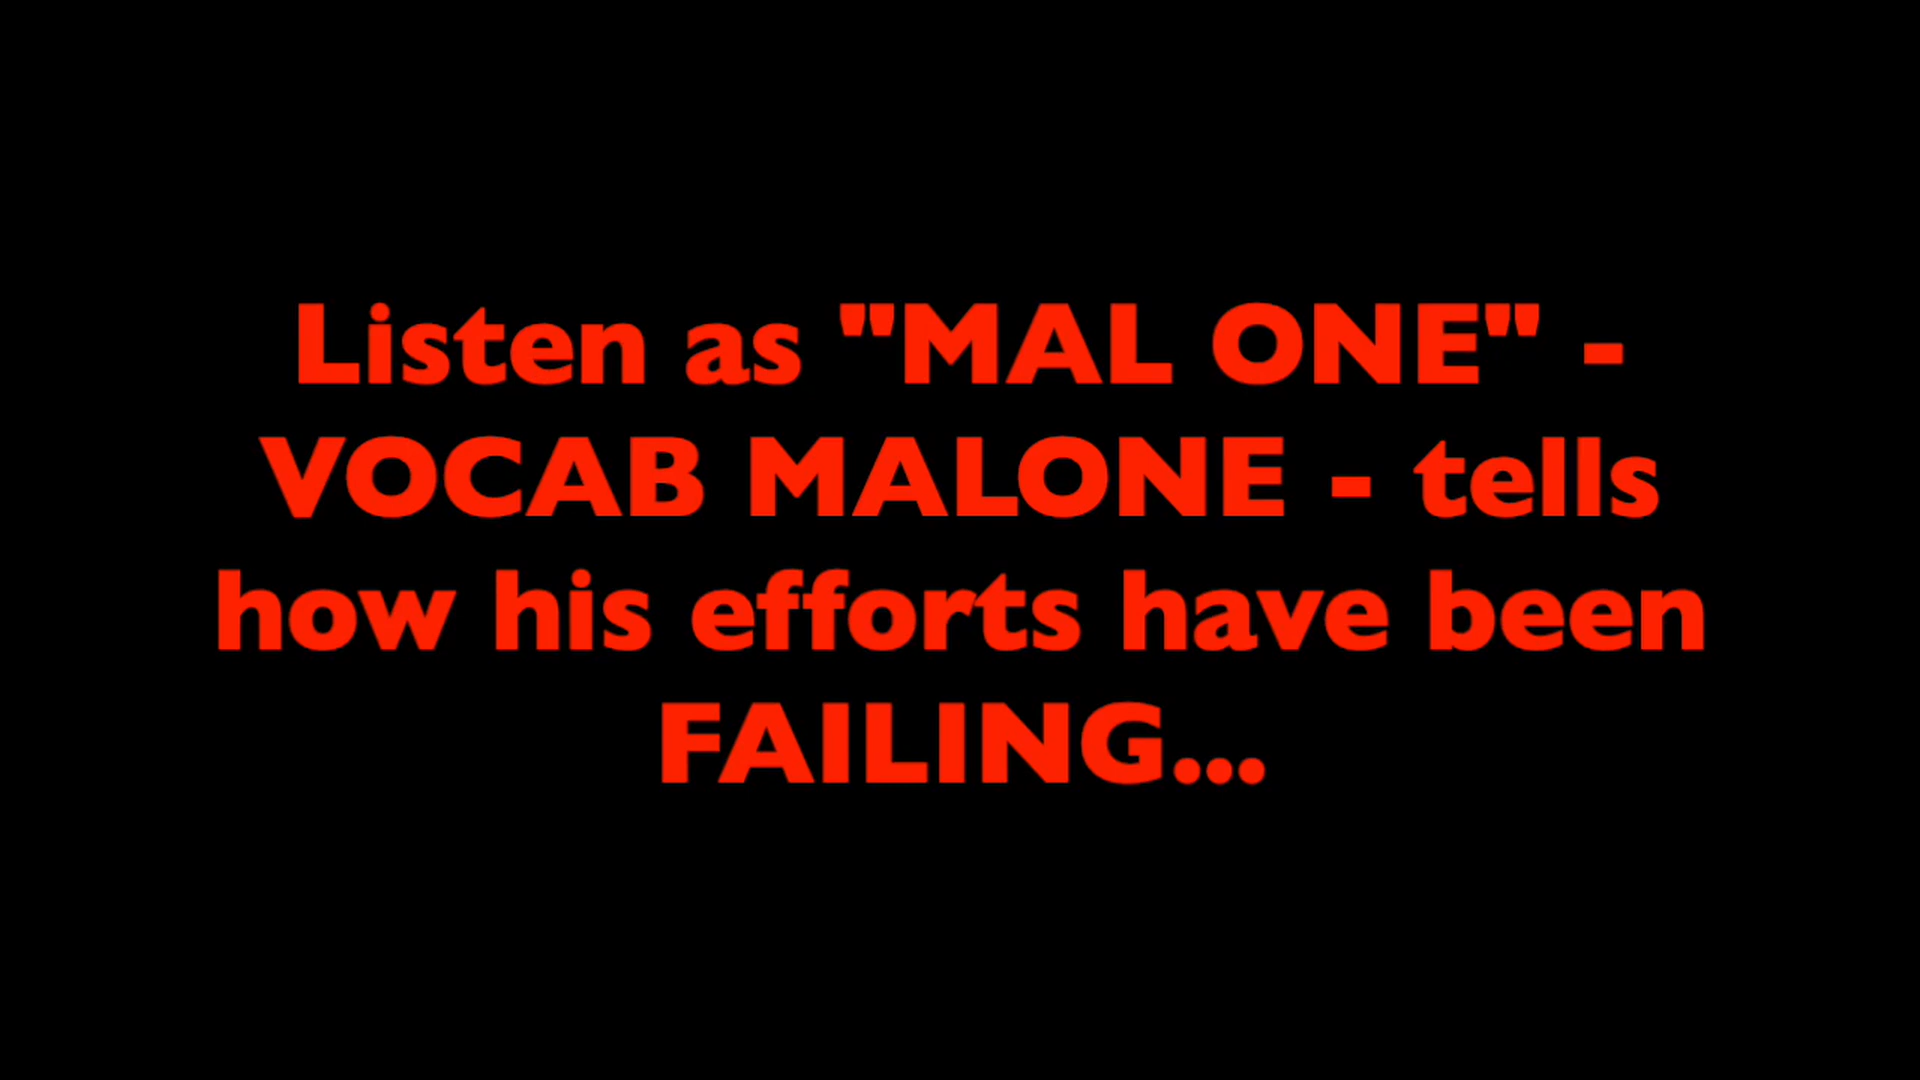 Listen as "MAL ONE" -
VOCAB MALONE - tells
how his efforts have been
FAILING...